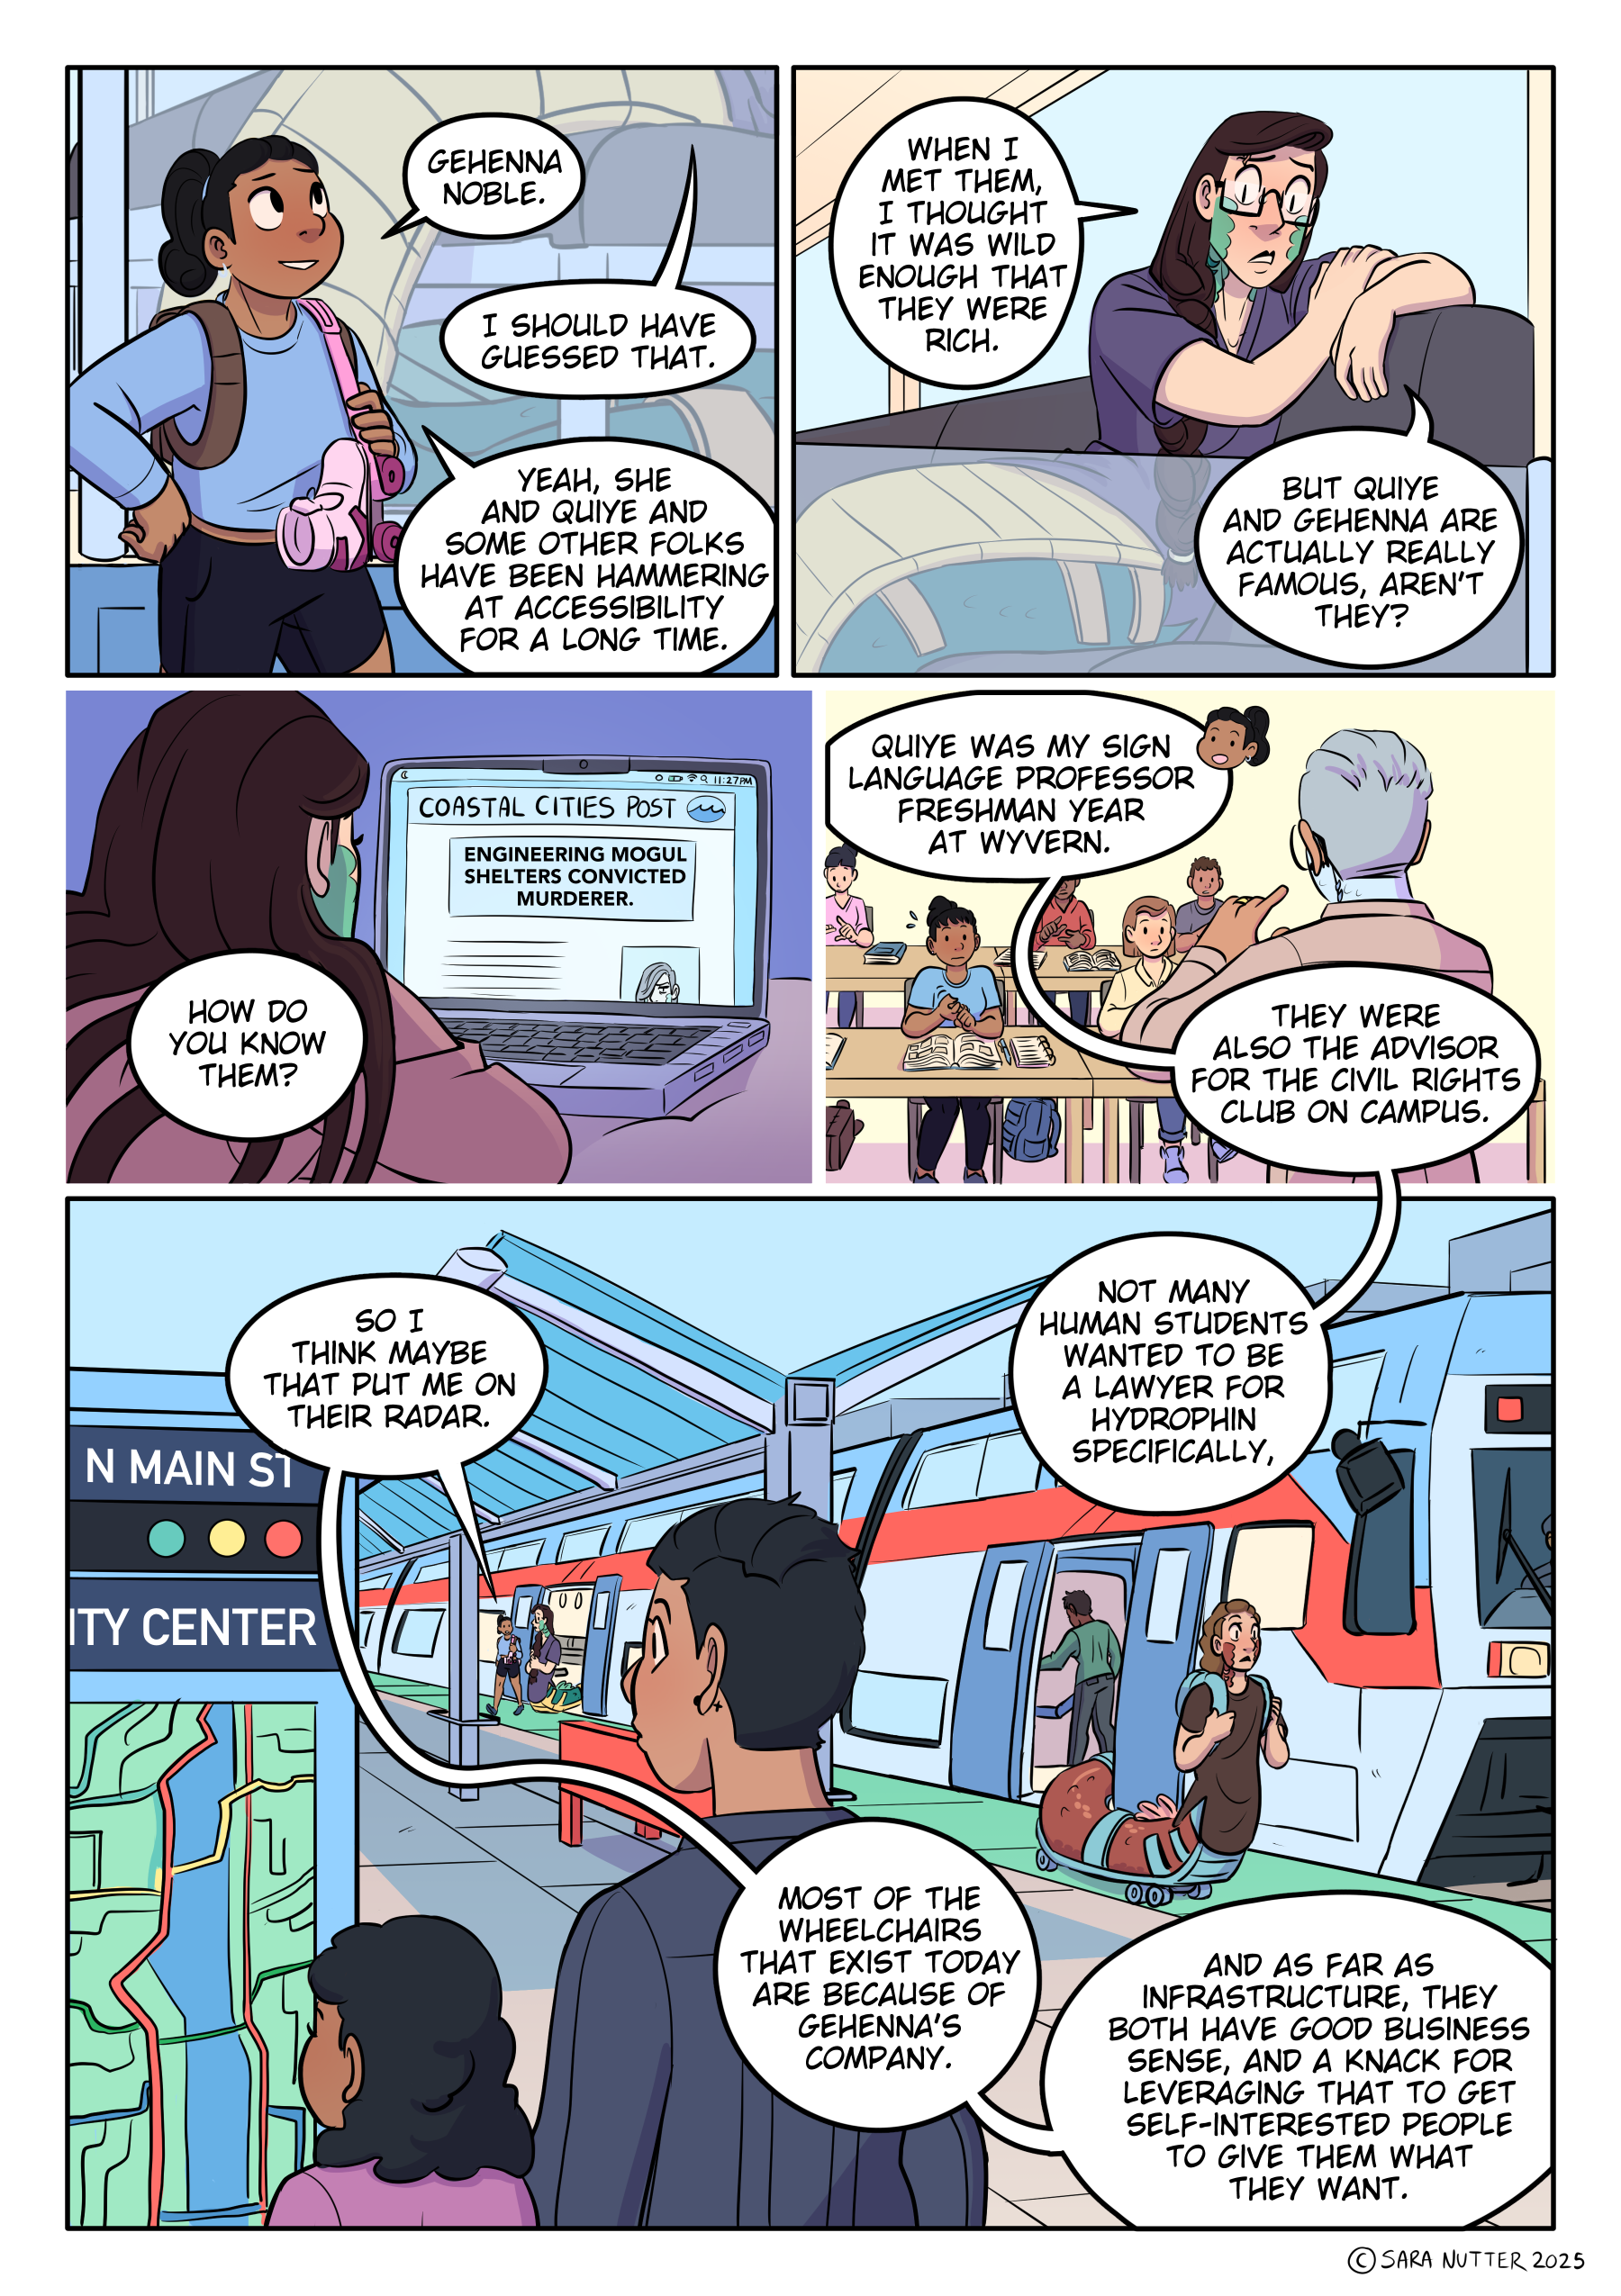 GEHENNA
NOBLE.
I SHOULD HAVE
GUESSED THAT.
YEAH, SHE
AND QUIYE AND
SOME OTHER FOLKS
HAVE BEEN HAMMERING
AT ACCESSIBILITY
FOR A LONG TIME.
WHEN I
MET THEM,
I THOUGHT
IT WAS WILD
ENOUGH THAT
THEY WERE
RICH.
BUT QUIYE
AND GEHENNA ARE
ACTUALLY REALLY
FAMOUS, AREN'T
THEY?
11:27PM
COASTAL CITIES POST
ENGINEERING MOGUL
SHELTERS CONVICTED
MURDERER.
HOW DO
YOU KNOW
THEM?
QUIYE WAS MY SIGN
LANGUAGE PROFESSOR
FRESHMAN YEAR
AT WYVERN.
THEY WERE
ALSO THE ADVISOR
FOR THE CIVIL RIGHTS
CLUB ON CAMPUS.
NOT MANY
HUMAN STUDENTS
WANTED TO BE
A LAWYER FOR
HYDROPHIN
SPECIFICALLY,
SO I
THINK MAYBE
THAT PUT ME ON
THEIR RADAR.
N MAIN ST
ITY CENTER
MOST OF THE
WHEELCHAIRS
THAT EXIST TODAY
ARE BECAUSE OF
GEHENNA'S
COMPANY.
AND AS FAR AS
INFRASTRUCTURE, THEY
BOTH HAVE GOOD BUSINESS
SENSE, AND A KNACK FOR
LEVERAGING THAT TO GET
SELF-INTERESTED PEOPLE
TO GIVE THEM WHAT
THEY WANT.
© SARA NUTTER 2025